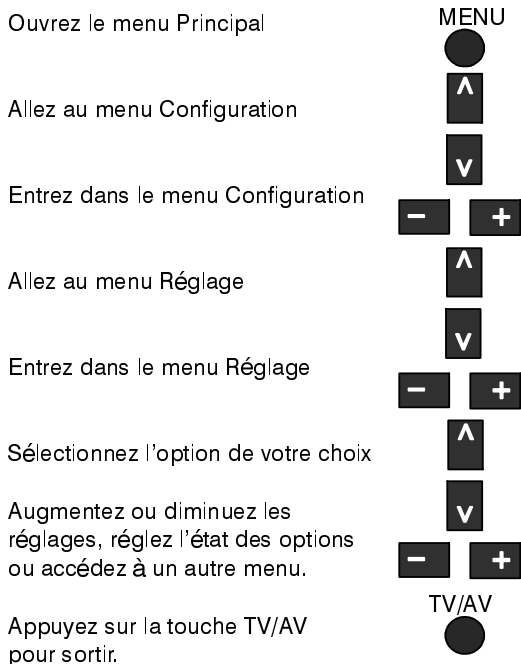 Ouvrez le menu Principal
MENU
^
Allez au menu Configuration
v
Entrez dans le menu Configuration
− +
^
Allez au menu Réglage
v
Entrez dans le menu Réglage
− +
^
Sélectionnez l'option de votre choix
v
Augmentez ou diminuez les
réglages, réglez l'état des options
ou accédez à un autre menu.
− +
TV/AV
Appuyez sur la touche TV/AV
pour sortir.